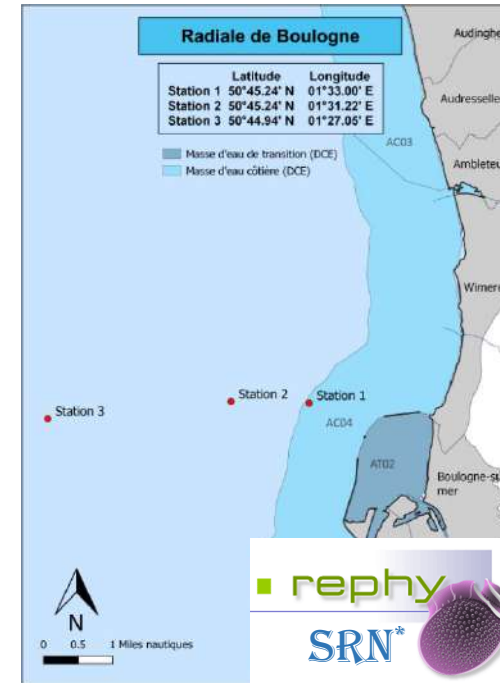 Radiale de Boulogne
Latitude Longitude
Station 1 50°45.24' N 01°33.00' E
Station 2 50°45.24' N 01°31.22' E
Station 3 50°44.94' N 01°27.05' E
Masse d'eau de transition (DCE)
Masse d'eau côtière (DCE)
Audinghe
Audresselle
AC03
Ambleteu
Wimere
Station 3
Station 2
Station 1
AC04
AT02
Boulogne-su
mer
N
0 0.5 1 Miles nautiques
rephy
SRN*